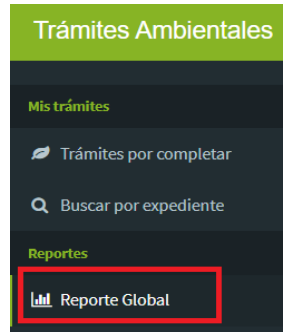 Trámites Ambientales
Mis trámites
Trámites por completar
Buscar por expediente
Reportes
Reporte Global